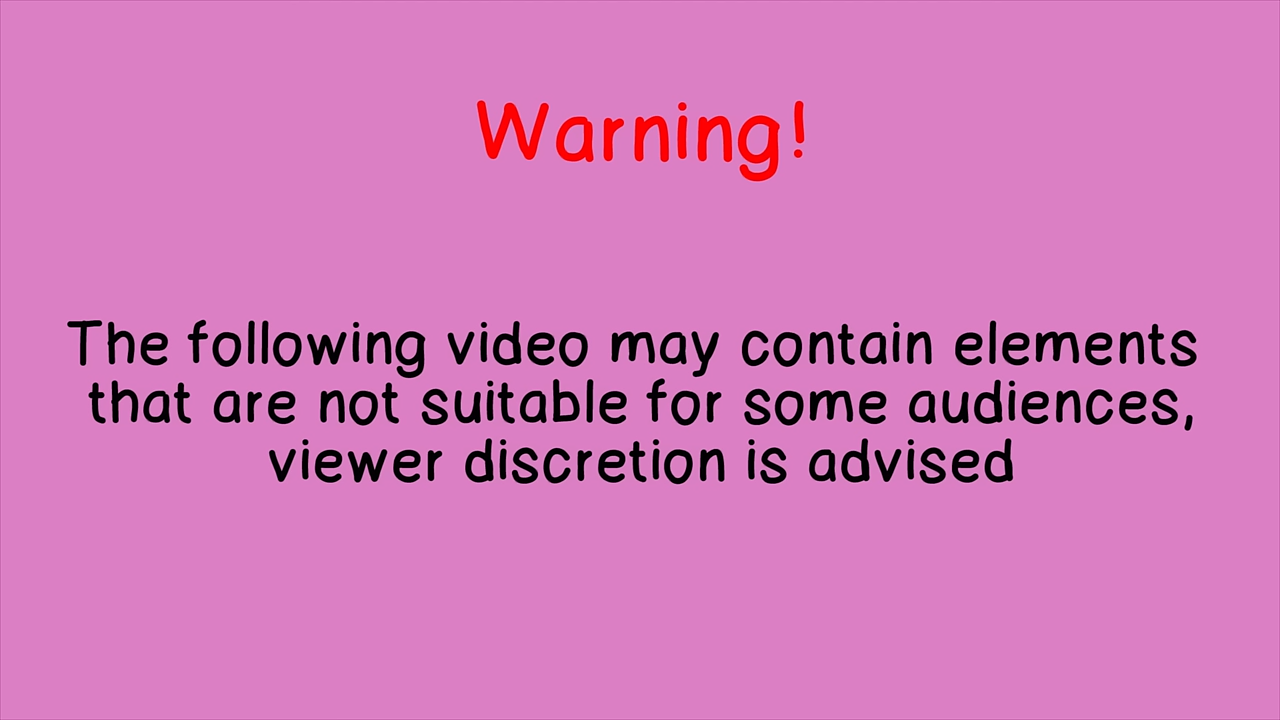 Warning!
The following video may contain elements
that are not suitable for some audiences,
viewer discretion is advised